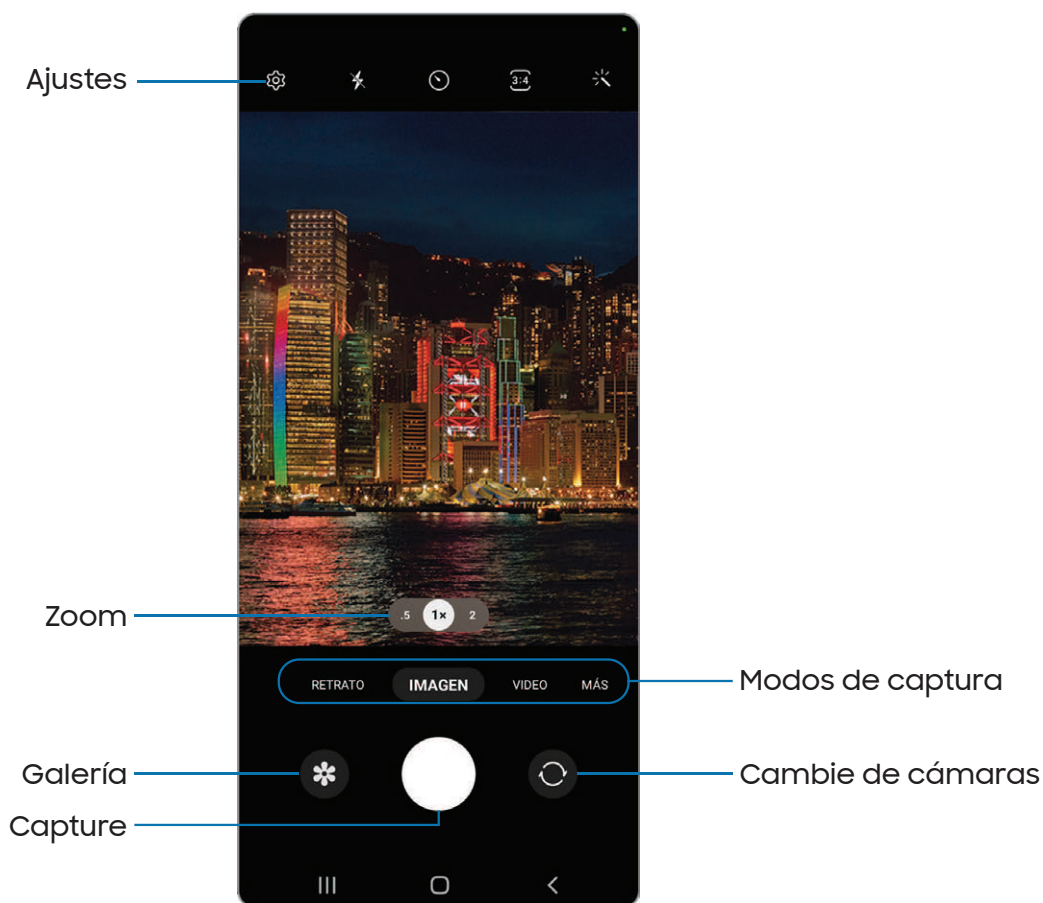 Ajustes
3:4
Zoom
.5 1× 2
RETRATO IMAGEN VIDEO MÁS
Modos de captura
Galería
Cambie de cámaras
Capture